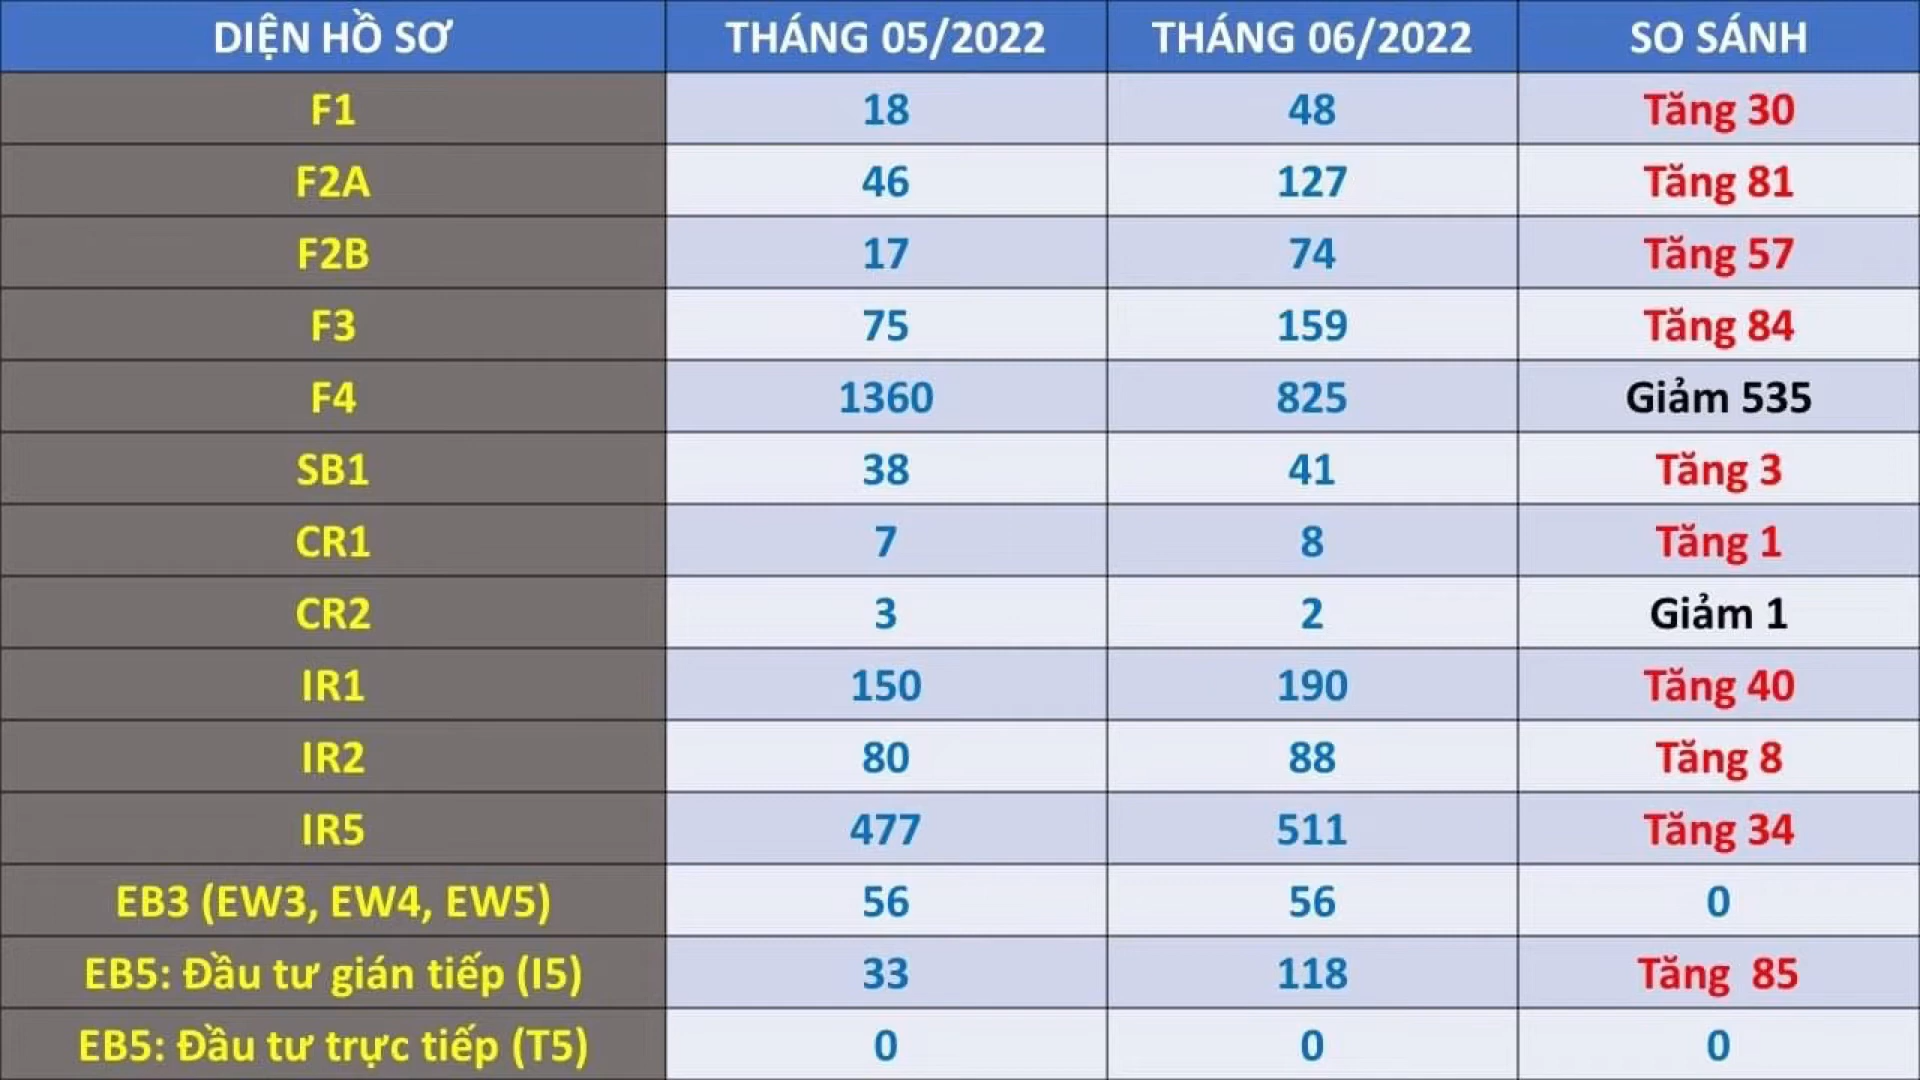 DIỆN HỒ SƠ THÁNG 05/2022 THÁNG 06/2022 SO SÁNH
F1 18 48 Tăng 30
F2A 46 127 Tăng 81
F2B 17 74 Tăng 57
F3 75 159 Tăng 84
F4 1360 825 Giảm 535
SB1 38 41 Tăng 3
CR1 7 8 Tăng 1
CR2 3 2 Giảm 1
IR1 150 190 Tăng 40
IR2 80 88 Tăng 8
IR5 477 511 Tăng 34
EB3 (EW3, EW4, EW5) 56 56 0
EB5: Đầu tư gián tiếp (I5) 33 118 Tăng 85
EB5: Đầu tư trực tiếp (T5) 0 0 0